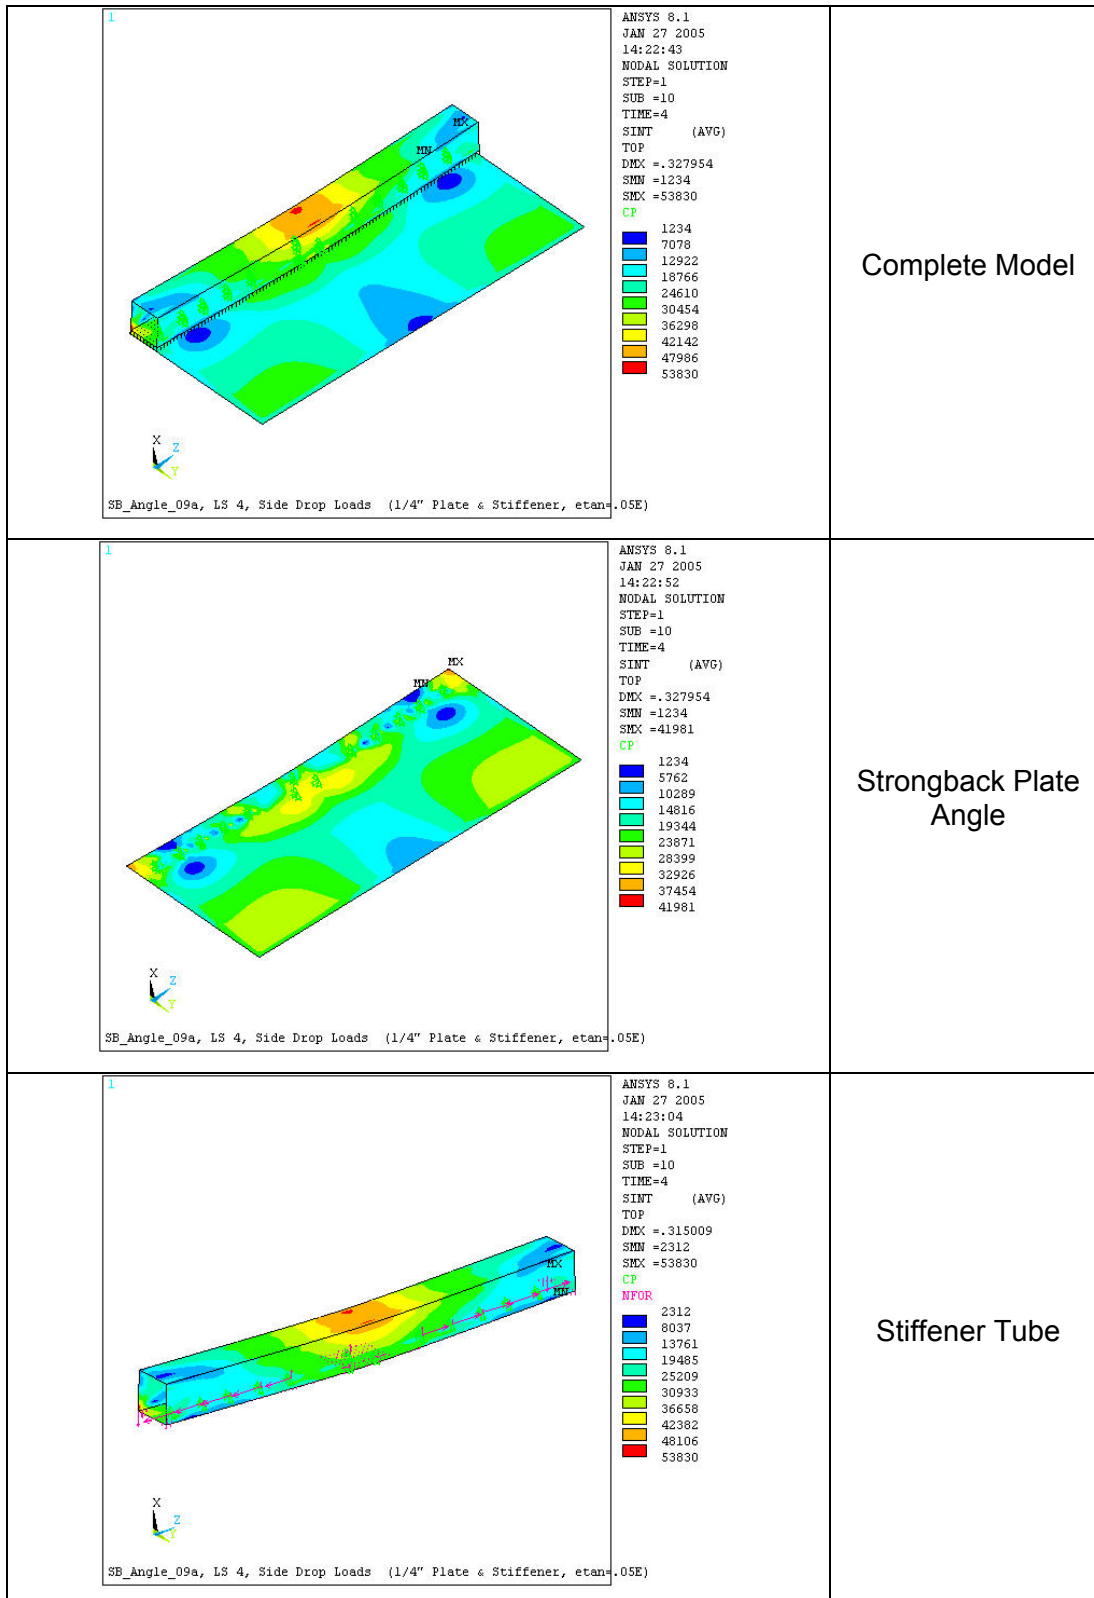 1
ANSYS 8.1
JAN 27 2005
14:22:43
NODAL SOLUTION
STEP=1
SUB =10
TIME=4
SINT (AVG)
TOP
DMX =.327954
SMN =1234
SMX =53830
CP
1234
7078
12922
18766
24610
30454
36298
42142
47986
53830
MX
MN
X
Z
Y
SB_Angle_09a, LS 4, Side Drop Loads (1/4" Plate & Stiffener, etan=.05E)
Complete Model
1
ANSYS 8.1
JAN 27 2005
14:22:52
NODAL SOLUTION
STEP=1
SUB =10
TIME=4
SINT (AVG)
TOP
DMX =.327954
SMN =1234
SMX =41981
CP
1234
5762
10289
14816
19344
23871
28399
32926
37454
41981
MX
MN
X
Z
Y
SB_Angle_09a, LS 4, Side Drop Loads (1/4" Plate & Stiffener, etan=.05E)
Strongback Plate
Angle
1
ANSYS 8.1
JAN 27 2005
14:23:04
NODAL SOLUTION
STEP=1
SUB =10
TIME=4
SINT (AVG)
TOP
DMX =.315009
SMN =2312
SMX =53830
CP
NFOR
2312
8037
13761
19485
25209
30933
36658
42382
48106
53830
MX
MN
X
Z
Y
SB_Angle_09a, LS 4, Side Drop Loads (1/4" Plate & Stiffener, etan=.05E)
Stiffener Tube